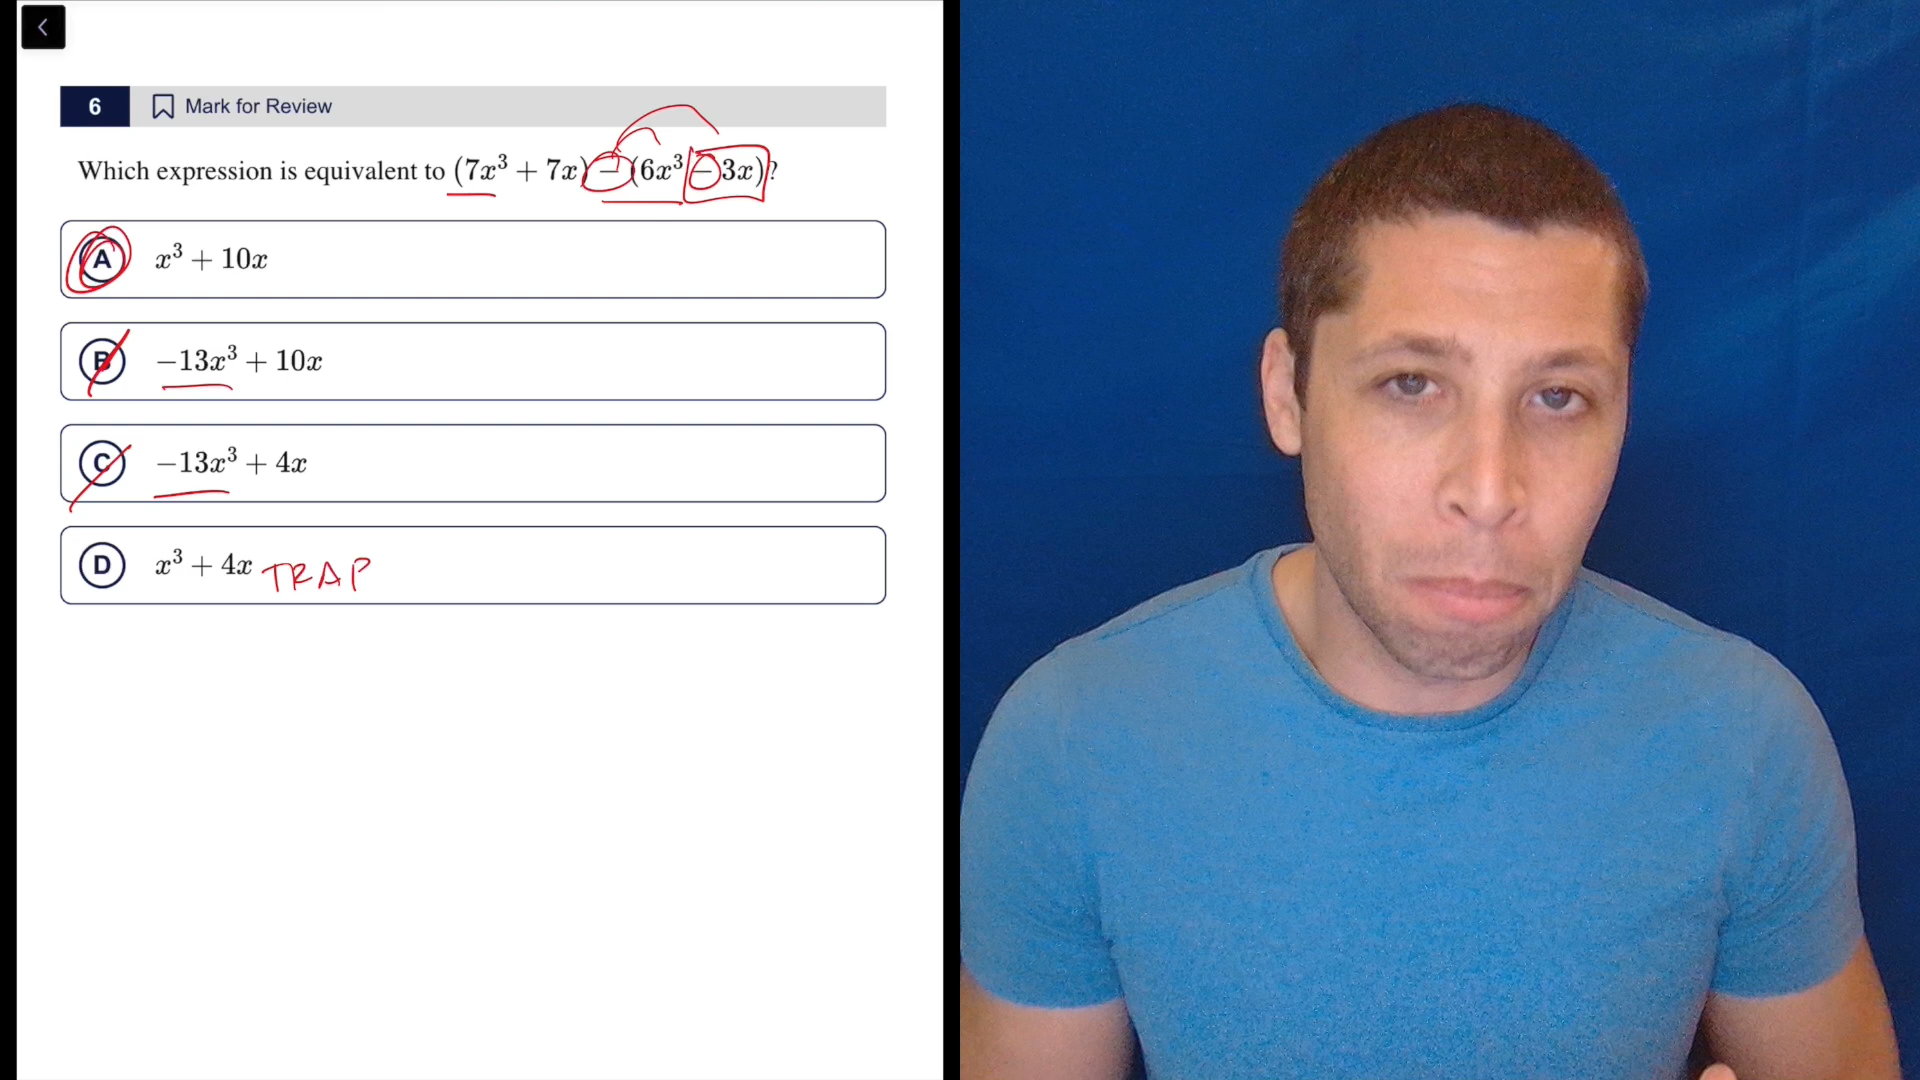 6 Mark for Review
Which expression is equivalent to (7x³ + 7x) − (6x³ − 3x)?
A x³ + 10x
B −13x³ + 10x
C −13x³ + 4x
D x³ + 4x TRAP